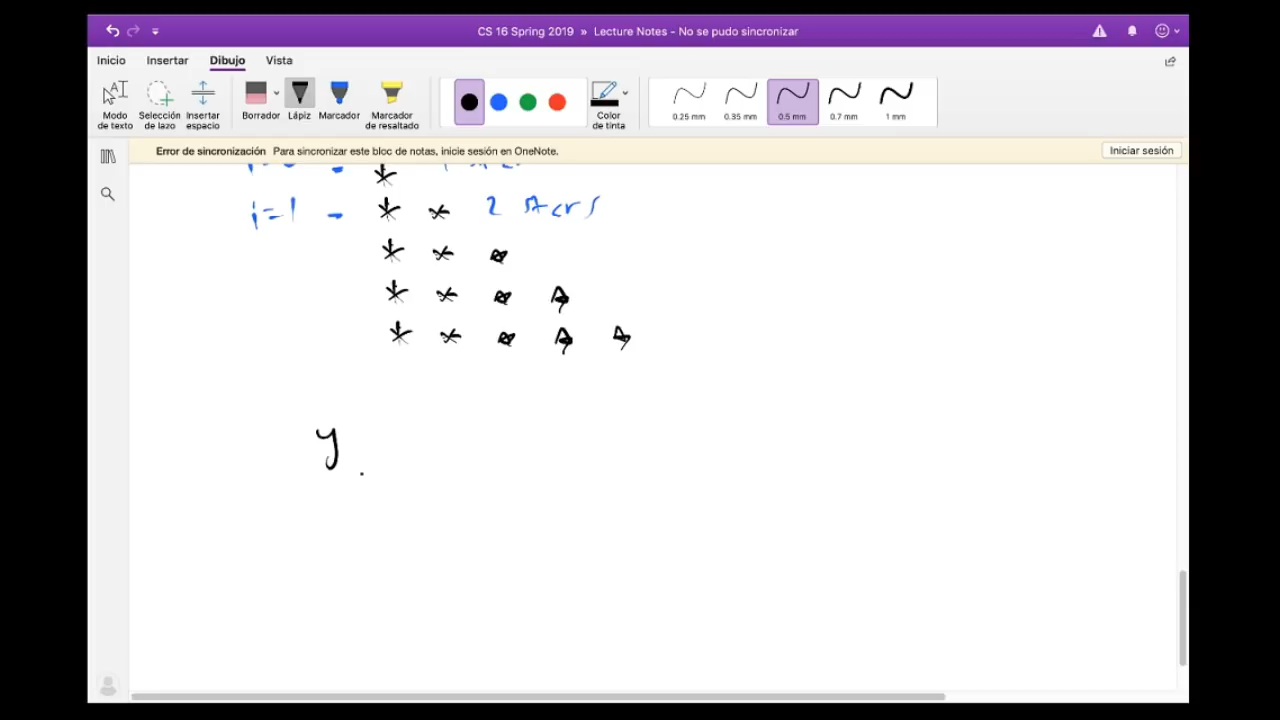 CS 16 Spring 2019 » Lecture Notes - No se pudo sincronizar
Inicio Insertar Dibujo Vista
Modo de texto
Selección de lazo
Insertar espacio
Borrador
Lápiz
Marcador
Marcador de resaltado
Color de tinta
0.25 mm 0.35 mm 0.5 mm 0.7 mm 1 mm
Error de sincronización Para sincronizar este bloc de notas, inicie sesión en OneNote. Iniciar sesión
*
i=1 - * * 2 stars
* * *
* * * *
* * * * *
y